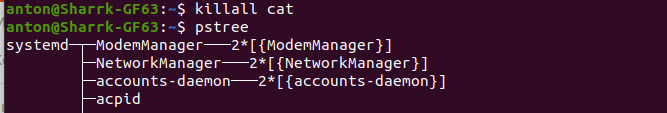 anton@Sharrk-GF63:~$ killall cat
anton@Sharrk-GF63:~$ pstree
systemd─┬─ModemManager───2*[{ModemManager}]
        ├─NetworkManager───2*[{NetworkManager}]
        ├─accounts-daemon───2*[{accounts-daemon}]
        ├─acpid